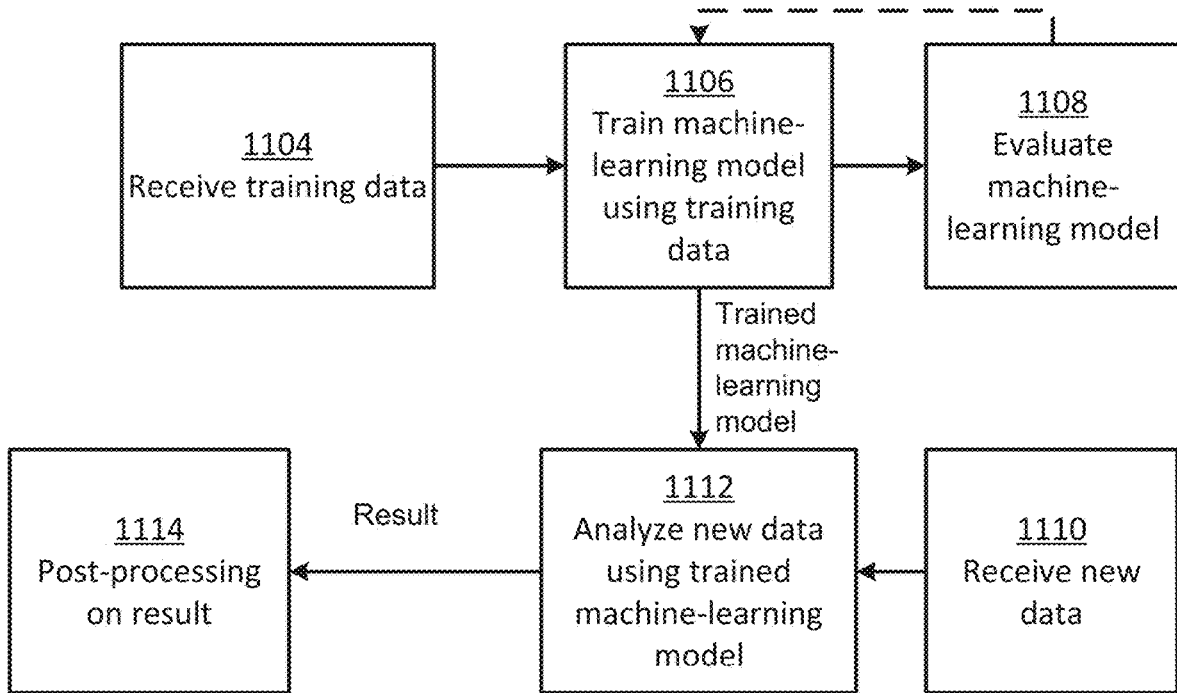 1104
Receive training data
1106
Train machine-
learning model
using training
data
1108
Evaluate
machine-
learning model
Trained
machine-
learning
model
1114
Post-processing
on result
Result
1112
Analyze new data
using trained
machine-learning
model
1110
Receive new
data